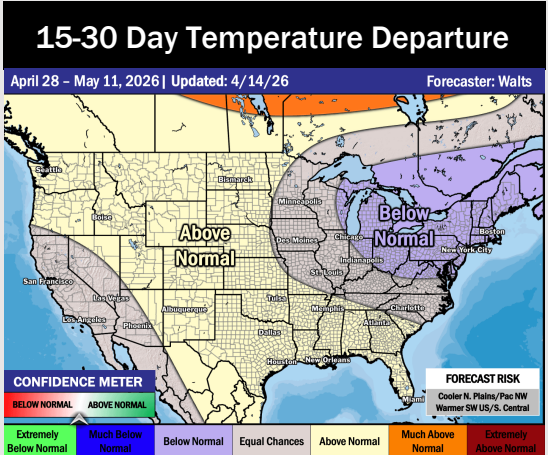 15-30 Day Temperature Departure
April 28 – May 11, 2026 | Updated: 4/14/26
Forecaster: Walts
Seattle
Bismarck
Minneapolis
Boise
Above
Normal
Below
Normal
Boston
Des Moines
Chicago
New York City
Indianapolis
St. Louis
San Francisco
Las Vegas
Los Angeles
Phoenix
Albuquerque
Tulsa
Memphis
Charlotte
Atlanta
Dallas
Houston
New Orleans
Miami
CONFIDENCE METER
BELOW NORMAL
ABOVE NORMAL
FORECAST RISK
Cooler N. Plains/Pac NW
Warmer SW US/S. Central
Extremely
Below Normal
Much Below
Normal
Below Normal
Equal Chances
Above Normal
Much Above
Normal
Extremely
Above Normal